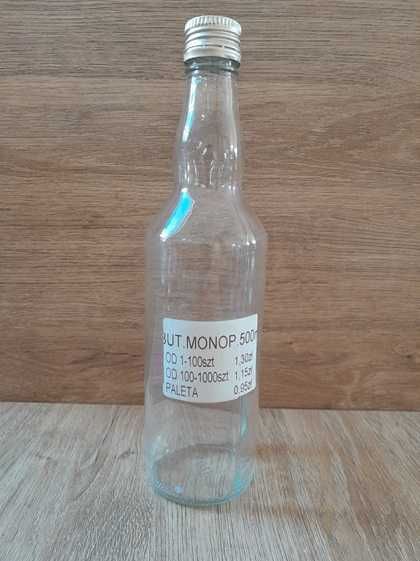 BUT.MONOP.500m
OD 1-100szt 1,30zł
OD 100-1000szt 1,15zł
PALETA 0,95zł